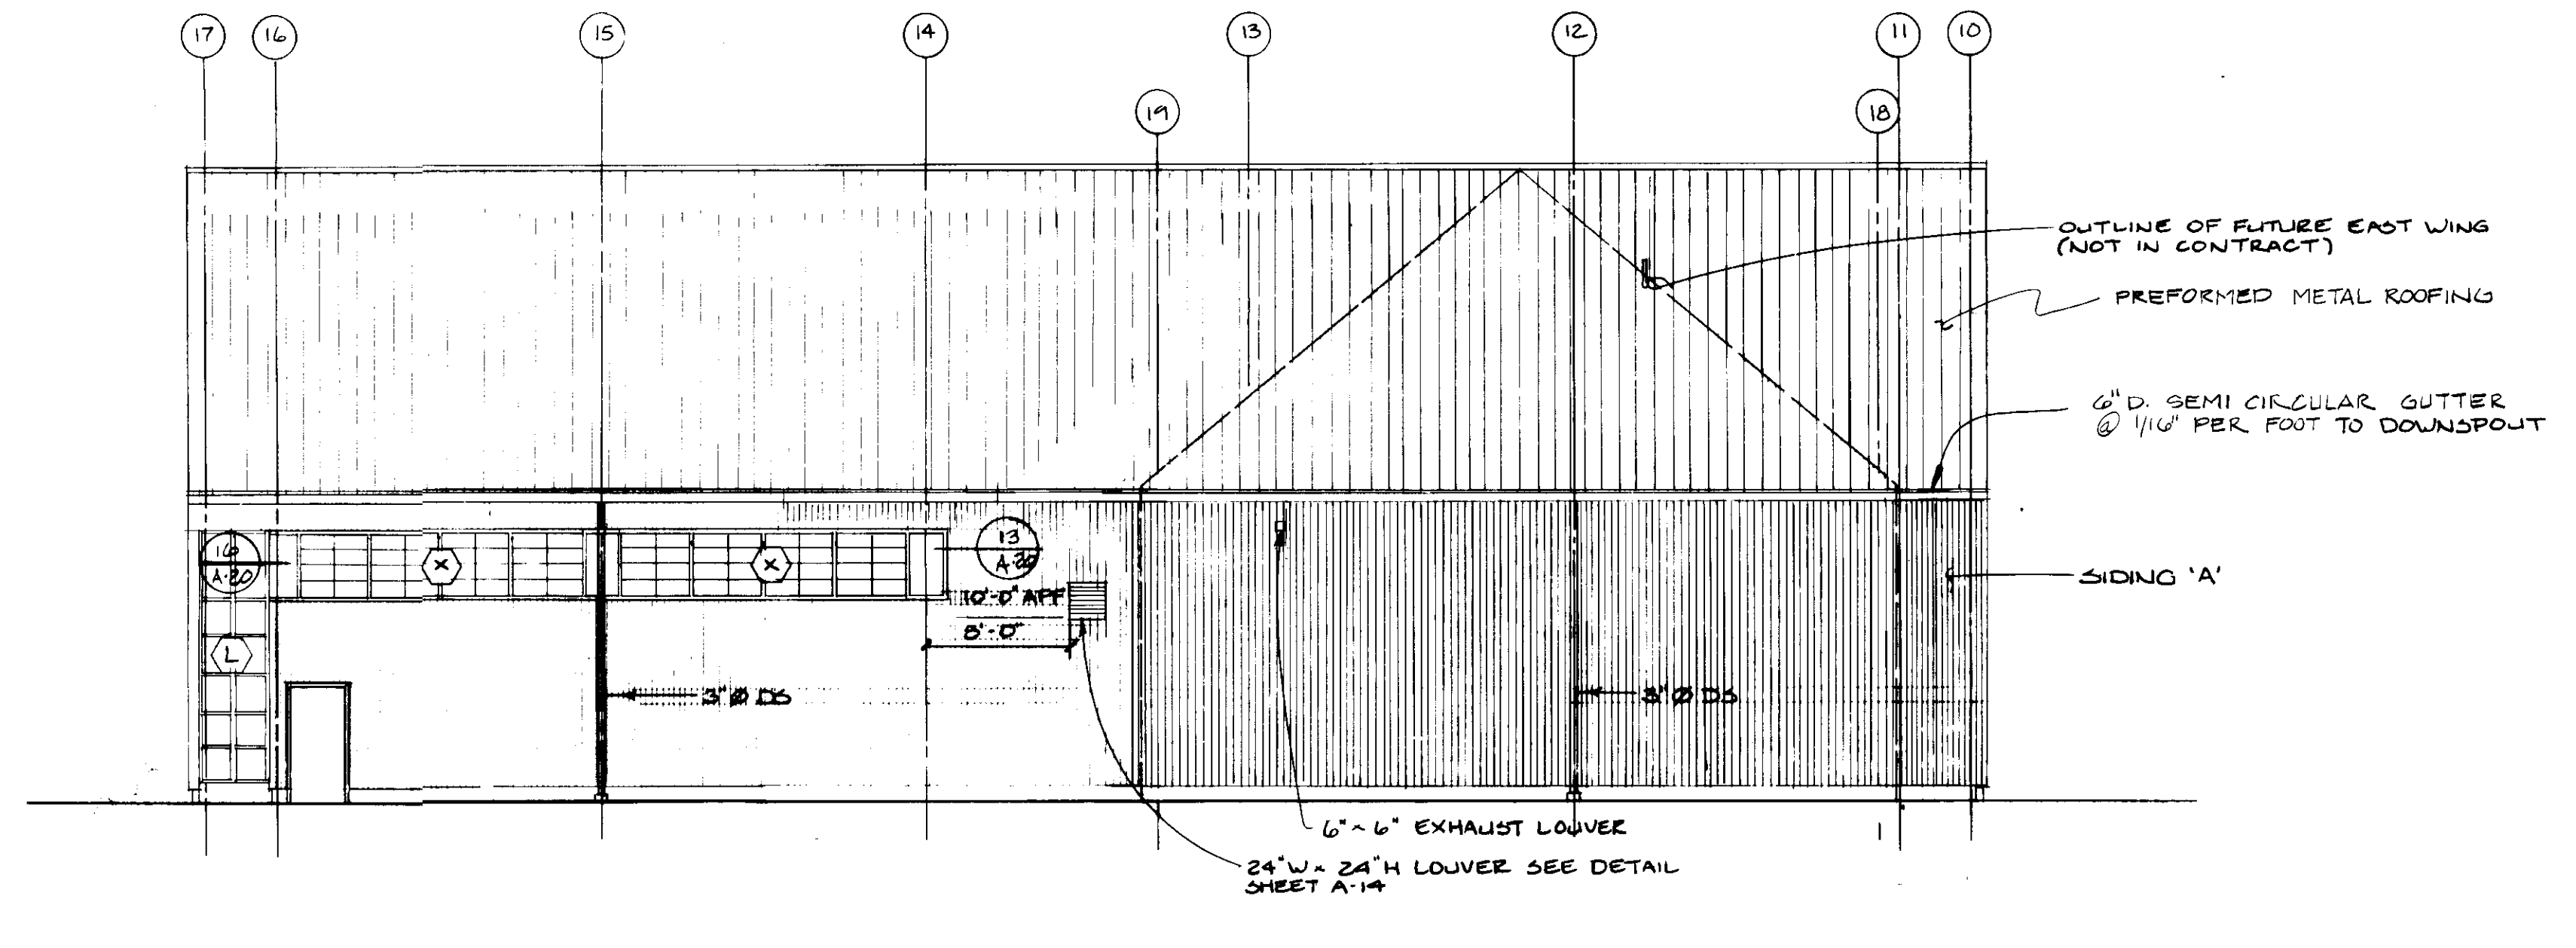 17
16
15
14
13
12
11
10
19
18
OUTLINE OF FUTURE EAST WING
(NOT IN CONTRACT)
PREFORMED METAL ROOFING
6" D. SEMI CIRCULAR GUTTER
@ 1/16" PER FOOT TO DOWNSPOUT
16
A-20
X
X
13
A-20
SIDING 'A'
10'-0" AFF
8'-0"
L
3" Ø DS
3" Ø DS
6" x 6" EXHAUST LOUVER
24" W x 24" H LOUVER SEE DETAIL
SHEET A-14